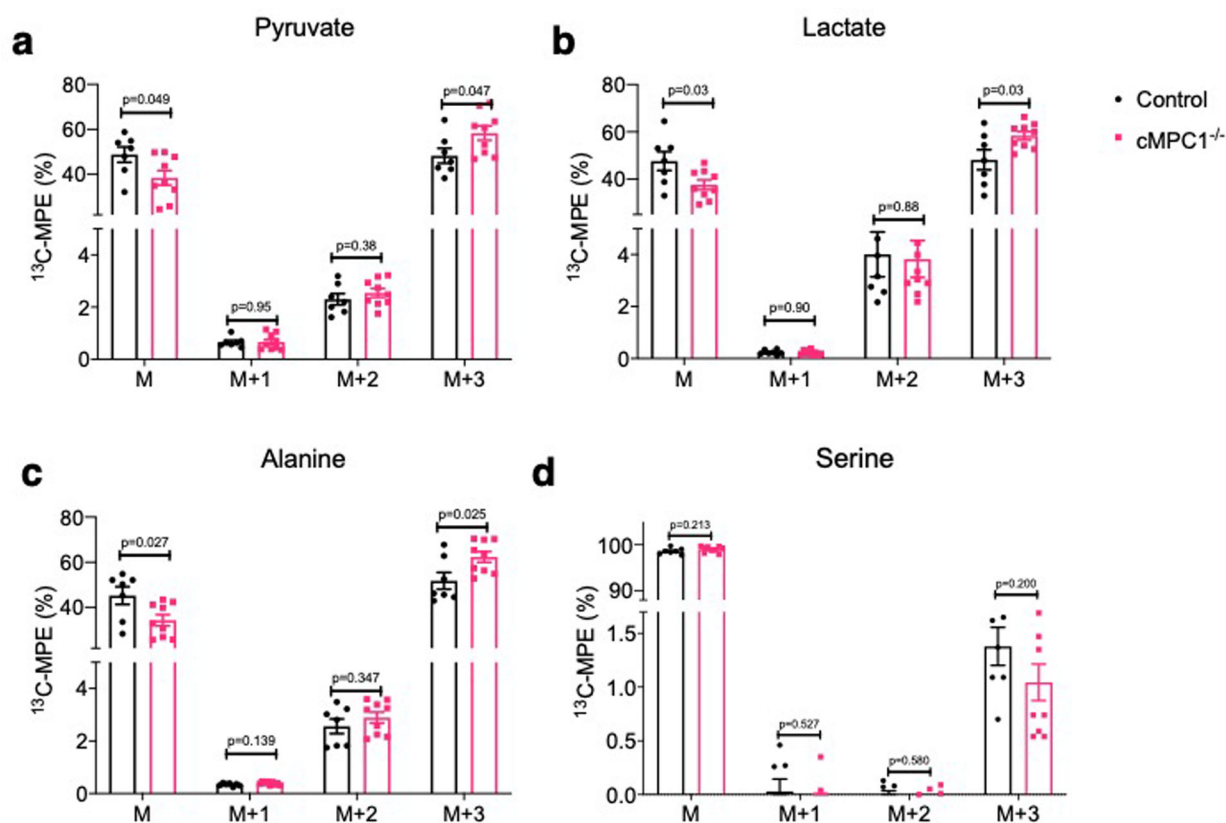 a
Pyruvate
80
60
40
4
2
0
13C-MPE (%)
p=0.049
p=0.95
p=0.38
p=0.047
M
M+1
M+2
M+3
b
Lactate
80
60
40
4
2
0
13C-MPE (%)
p=0.03
p=0.90
p=0.88
p=0.03
M
M+1
M+2
M+3
Control
cMPC1-/-
c
Alanine
80
60
40
4
2
0
13C-MPE (%)
p=0.027
p=0.139
p=0.347
p=0.025
M
M+1
M+2
M+3
d
Serine
100
90
1.5
1.0
0.5
0.0
13C-MPE (%)
p=0.213
p=0.527
p=0.580
p=0.200
M
M+1
M+2
M+3